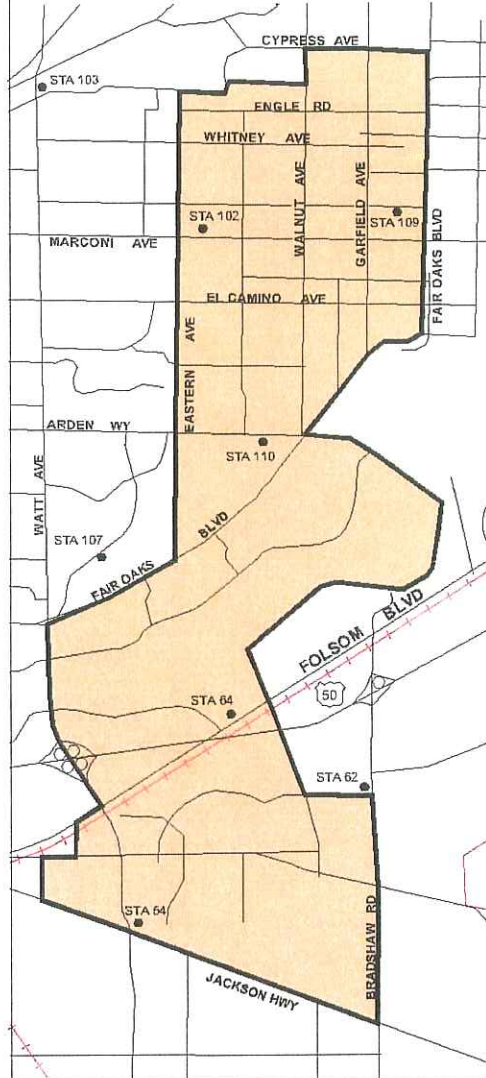 CYPRESS AVE
STA 103
ENGLE RD
WHITNEY AVE
WALNUT AVE
GARFIELD AVE
STA 102
STA 109
MARCONI AVE
FAIR OAKS BLVD
EL CAMINO AVE
EASTERN AVE
ARDEN WY
STA 110
WATT AVE
STA 107
FAIR OAKS BLVD
FOLSOM BLVD
50
STA 64
STA 62
STA 54
BRADSHAW RD
JACKSON HWY